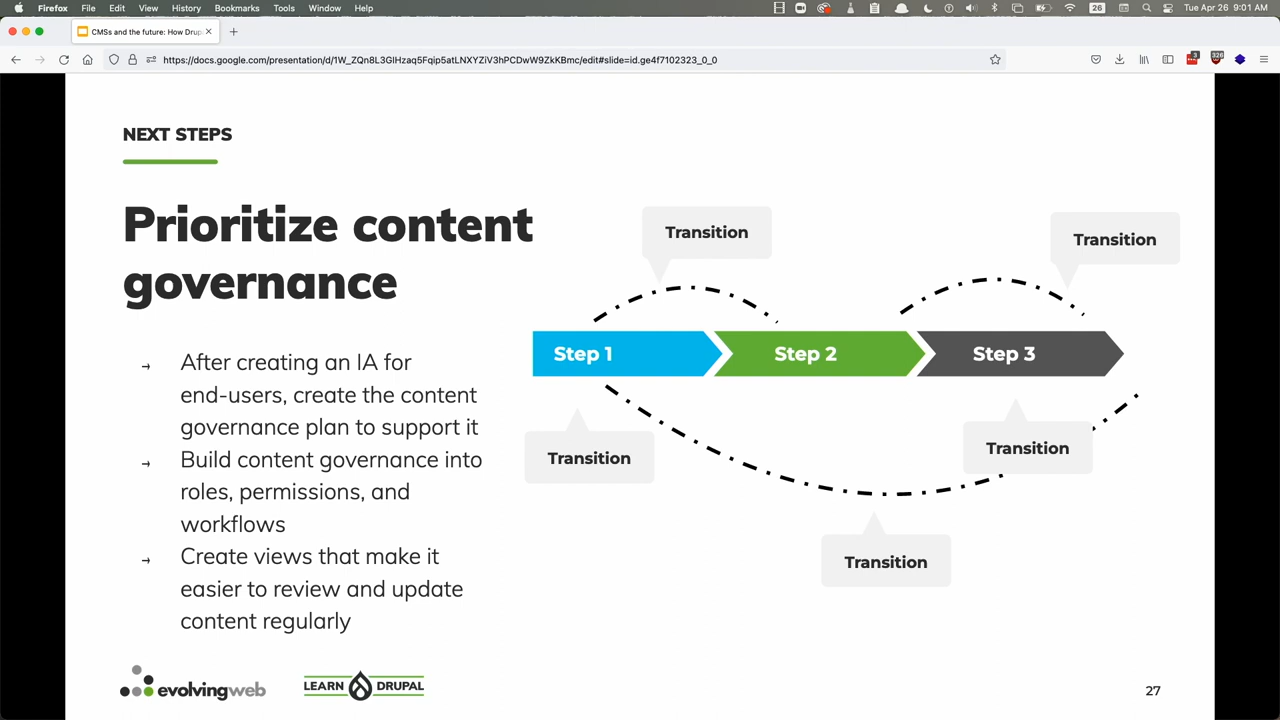 Firefox File Edit View History Bookmarks Tools Window Help 26 Tue Apr 26 9:01 AM
CMSs and the future: How Drup
https://docs.google.com/presentation/d/1W_ZQn8L3GlHzaq5Fqip5atLNXYZiV3hPCDwW9ZkKBmc/edit#slide=id.ge4f7102323_0_0
3
326
NEXT STEPS
Prioritize content
governance
→ After creating an IA for
end-users, create the content
governance plan to support it
→ Build content governance into
roles, permissions, and
workflows
→ Create views that make it
easier to review and update
content regularly
Transition
Transition
Step 1
Step 2
Step 3
Transition
Transition
Transition
evolvingweb
LEARN DRUPAL
27